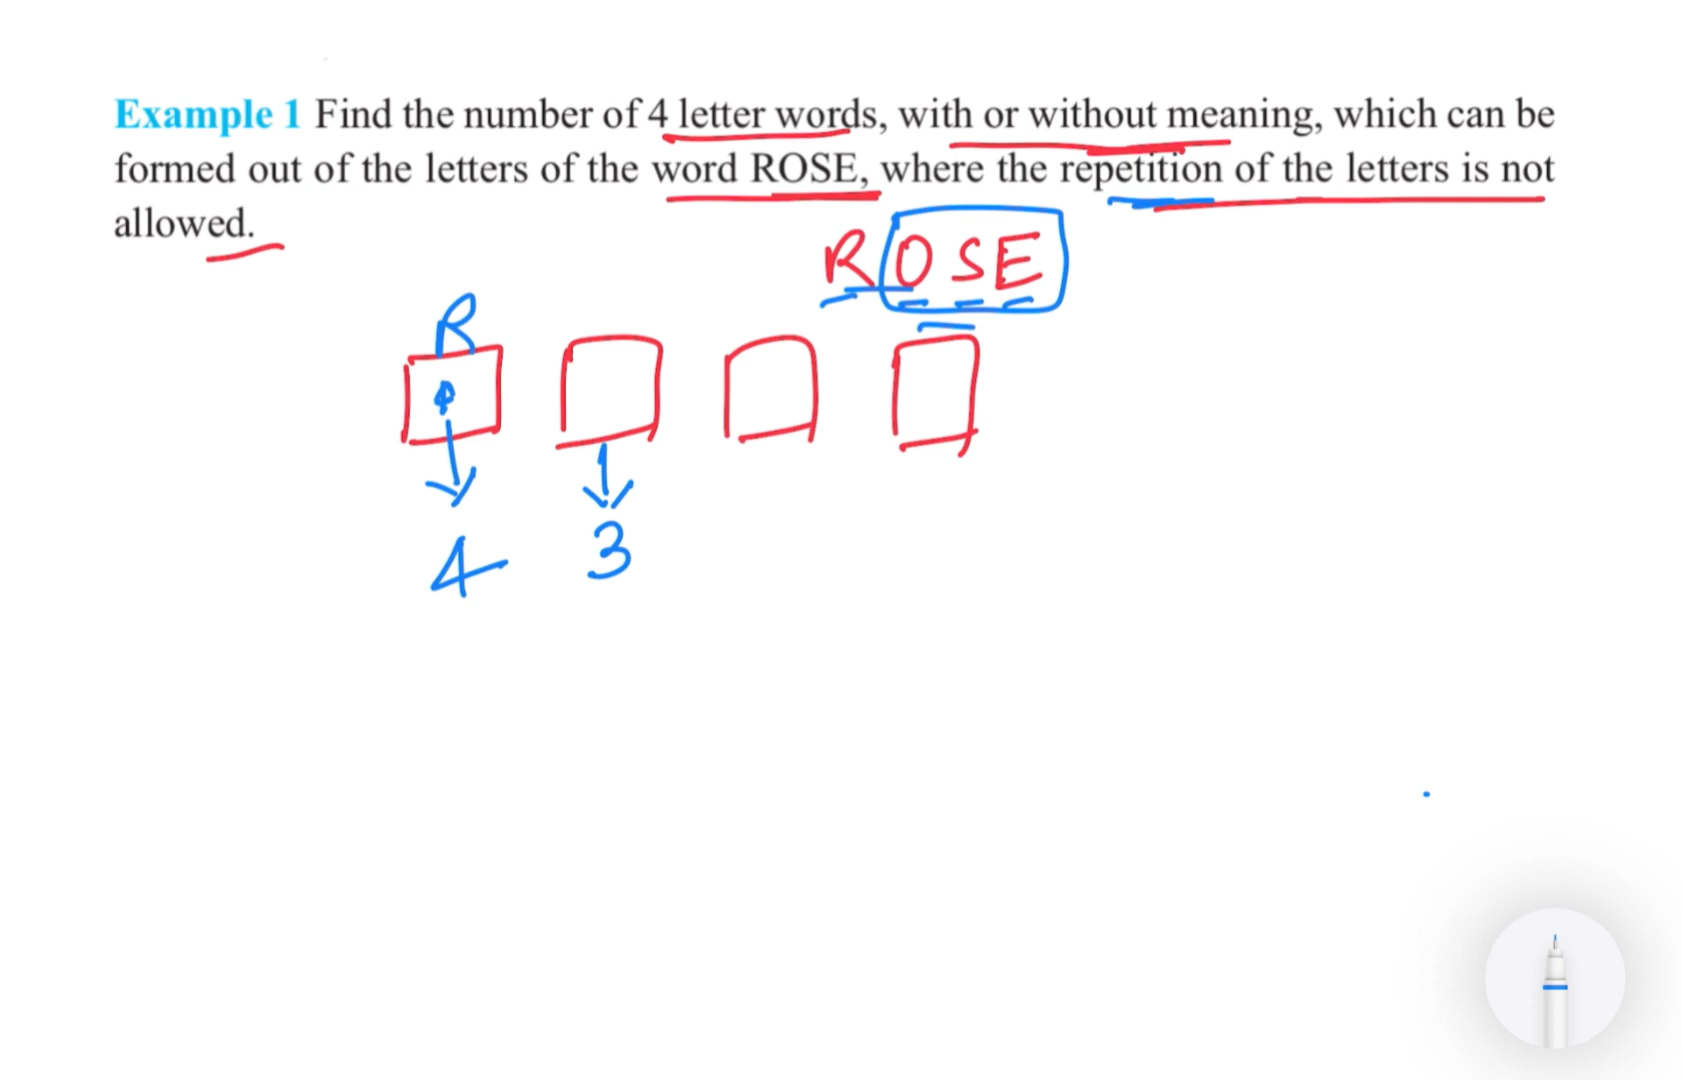 Example 1 Find the number of 4 letter words, with or without meaning, which can be
formed out of the letters of the word ROSE, where the repetition of the letters is not
allowed.
ROSE
R
4 3